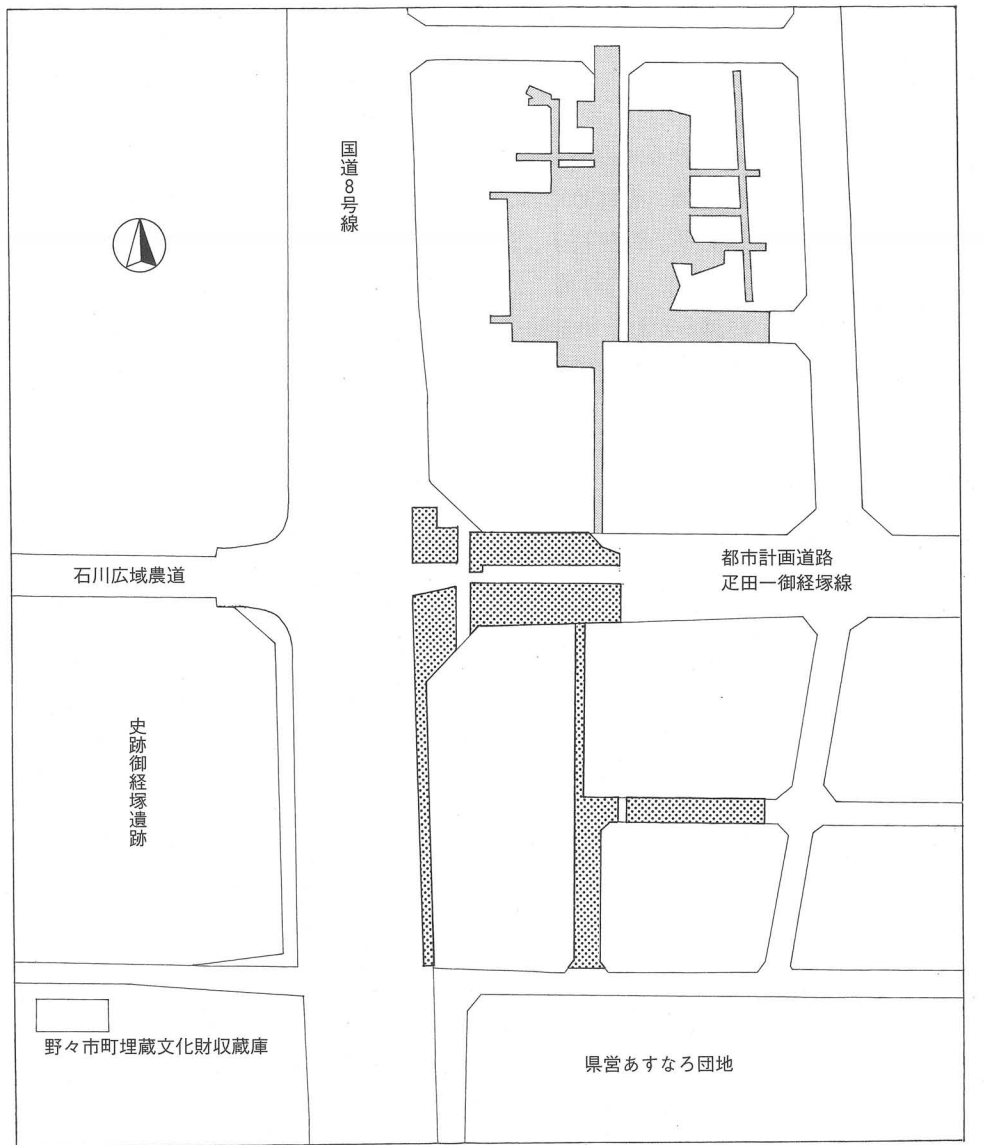 国道8号線
石川広域農道
都市計画道路
疋田一御経塚線
史跡御経塚遺跡
野々市町埋蔵文化財収蔵庫
県営あすなろ団地